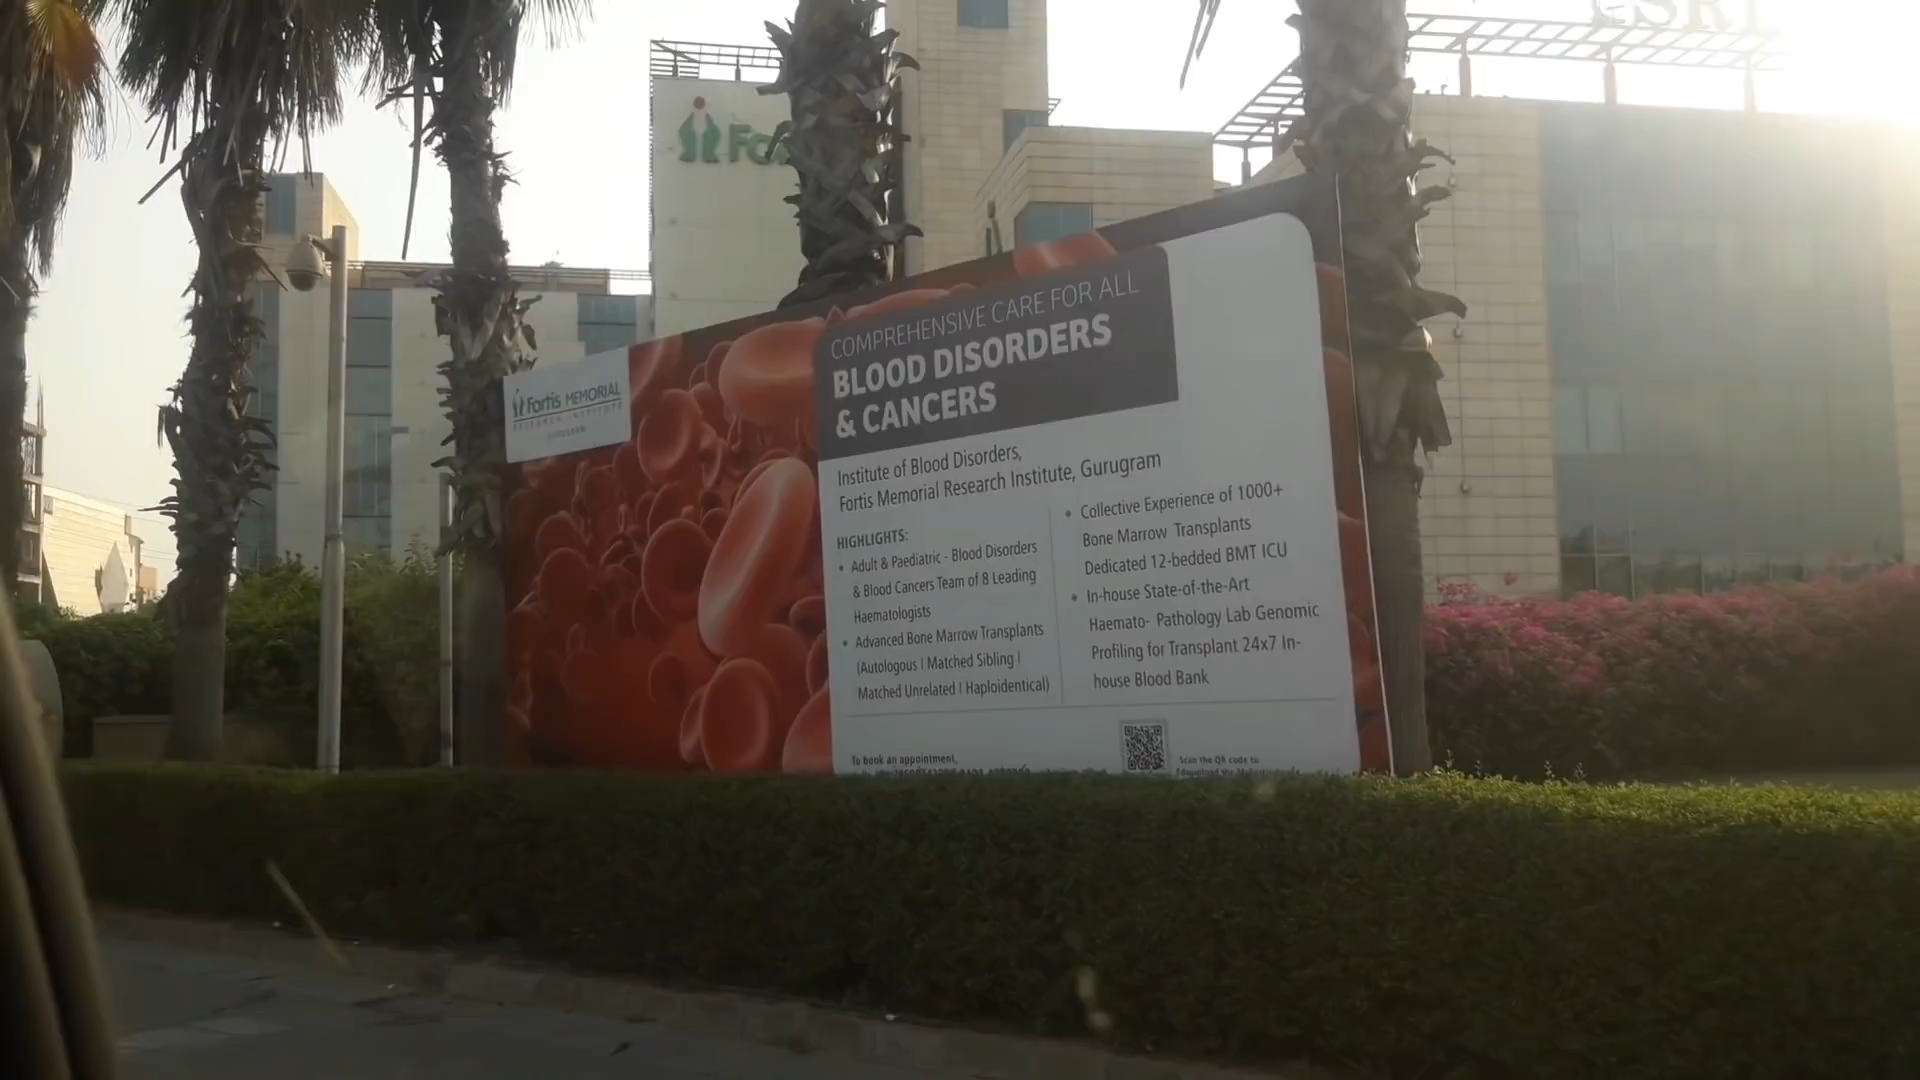 Fortis MEMORIAL
RESEARCH INSTITUTE
GURUGRAM
COMPREHENSIVE CARE FOR ALL
BLOOD DISORDERS
& CANCERS
Institute of Blood Disorders,
Fortis Memorial Research Institute, Gurugram
HIGHLIGHTS:
• Adult & Paediatric - Blood Disorders
& Blood Cancers Team of 8 Leading
Haematologists
• Advanced Bone Marrow Transplants
(Autologous | Matched Sibling |
Matched Unrelated | Haploidentical)
• Collective Experience of 1000+
Bone Marrow Transplants
Dedicated 12-bedded BMT ICU
• In-house State-of-the-Art
Haemato- Pathology Lab Genomic
Profiling for Transplant 24x7 In-
house Blood Bank
To book an appointment,
Scan the QR code to